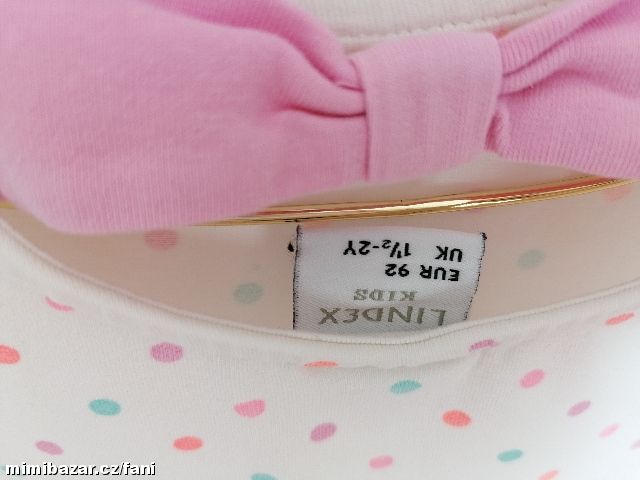 LINDEX
KIDS
EUR 92
UK 1½-2Y
mimibazar.cz/fani